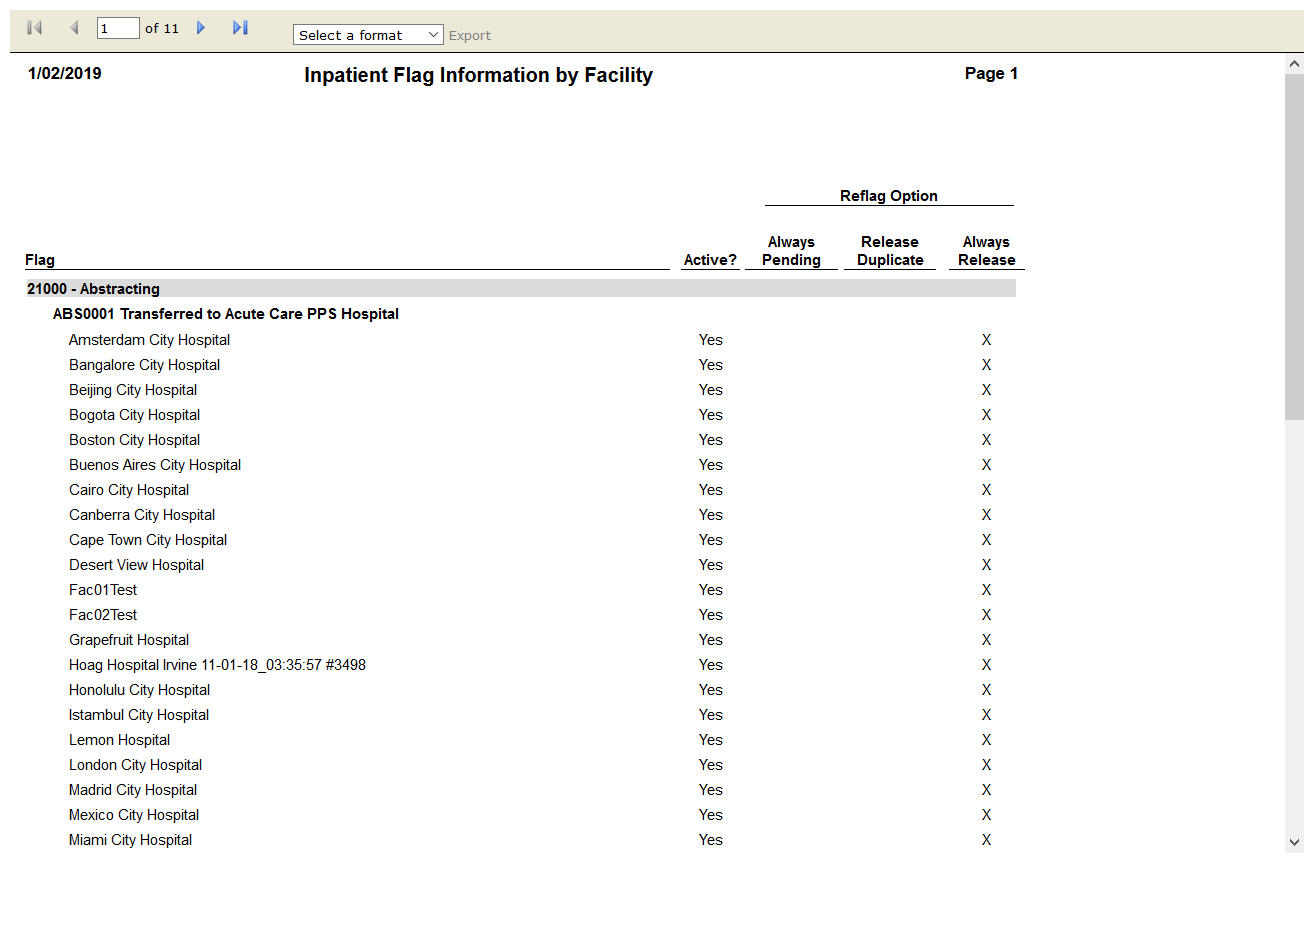 1 of 11 Select a format Export
1/02/2019 Inpatient Flag Information by Facility Page 1
Reflag Option
Always Release Always
Flag Active? Pending Duplicate Release
21000 - Abstracting
ABS0001 Transferred to Acute Care PPS Hospital
Amsterdam City Hospital Yes X
Bangalore City Hospital Yes X
Beijing City Hospital Yes X
Bogota City Hospital Yes X
Boston City Hospital Yes X
Buenos Aires City Hospital Yes X
Cairo City Hospital Yes X
Canberra City Hospital Yes X
Cape Town City Hospital Yes X
Desert View Hospital Yes X
Fac01Test Yes X
Fac02Test Yes X
Grapefruit Hospital Yes X
Hoag Hospital Irvine 11-01-18_03:35:57 #3498 Yes X
Honolulu City Hospital Yes X
Istambul City Hospital Yes X
Lemon Hospital Yes X
London City Hospital Yes X
Madrid City Hospital Yes X
Mexico City Hospital Yes X
Miami City Hospital Yes X